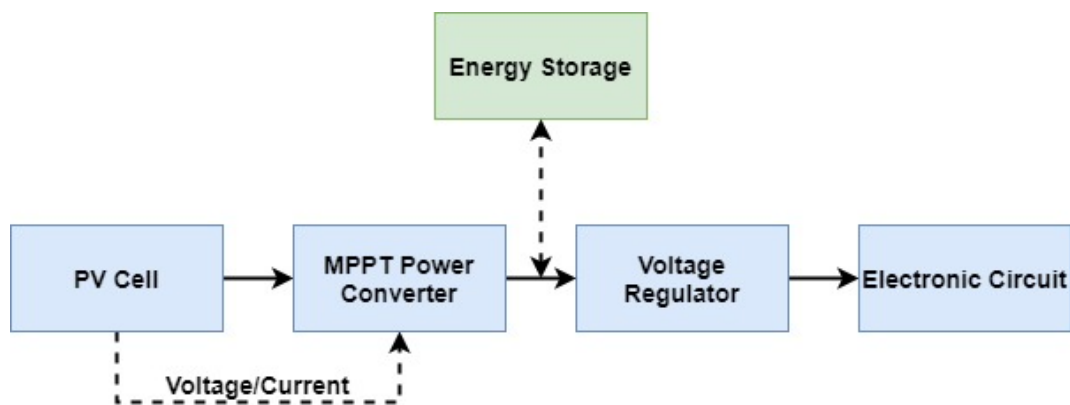 Energy Storage
PV Cell
MPPT Power
Converter
Voltage
Regulator
Electronic Circuit
Voltage/Current